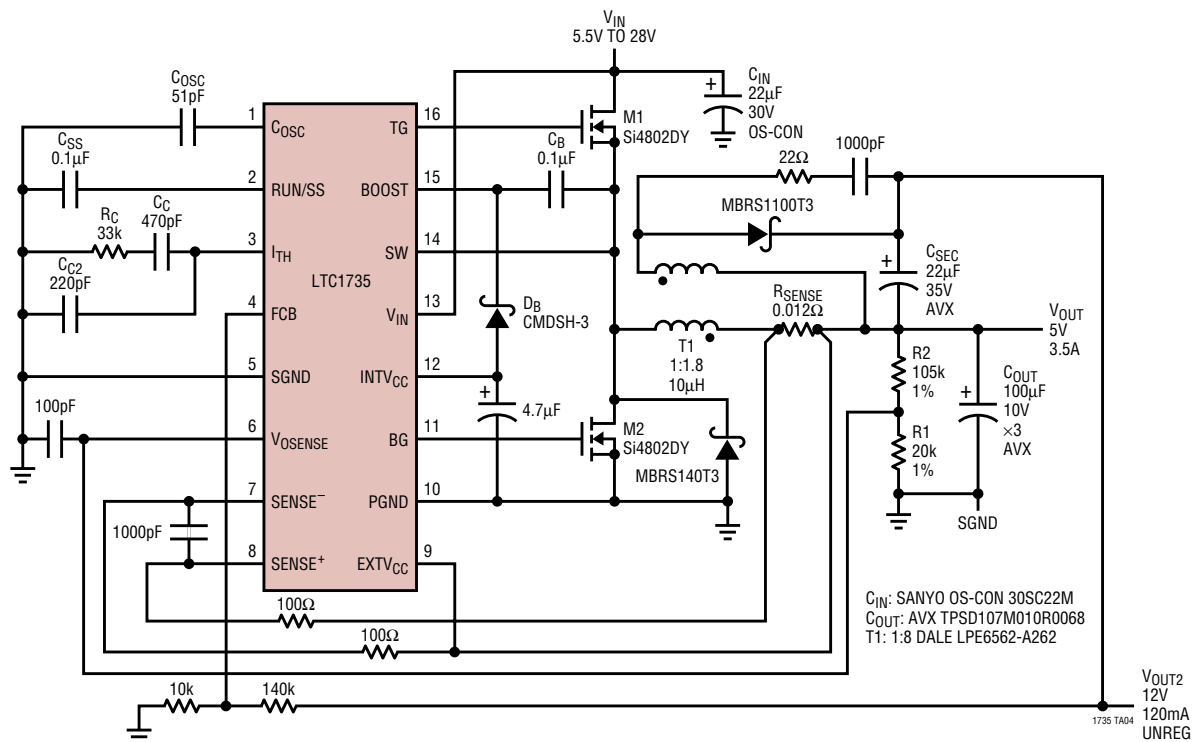 VIN
5.5V TO 28V
COSC
51pF
CSS
0.1µF
RC
33k
CC
470pF
CC2
220pF
100pF
1000pF
1
2
3
4
5
6
7
8
COSC
RUN/SS
ITH
FCB
SGND
VOSENSE
SENSE–
SENSE+
LTC1735
TG
BOOST
SW
VIN
INTVCC
BG
PGND
EXTVCC
16
15
14
13
12
11
10
9
CB
0.1µF
DB
CMDSH-3
4.7µF
M1
Si4802DY
M2
Si4802DY
MBRS140T3
+
CIN
22µF
30V
OS-CON
22Ω
1000pF
MBRS1100T3
+
CSEC
22µF
35V
AVX
T1
1:1.8
10µH
RSENSE
0.012Ω
VOUT
5V
3.5A
R2
105k
1%
R1
20k
1%
+
COUT
100µF
10V
×3
AVX
SGND
+
100Ω
100Ω
10k
140k
CIN: SANYO OS-CON 30SC22M
COUT: AVX TPSD107M010R0068
T1: 1:8 DALE LPE6562-A262
VOUT2
12V
120mA
UNREG
1735 TA04